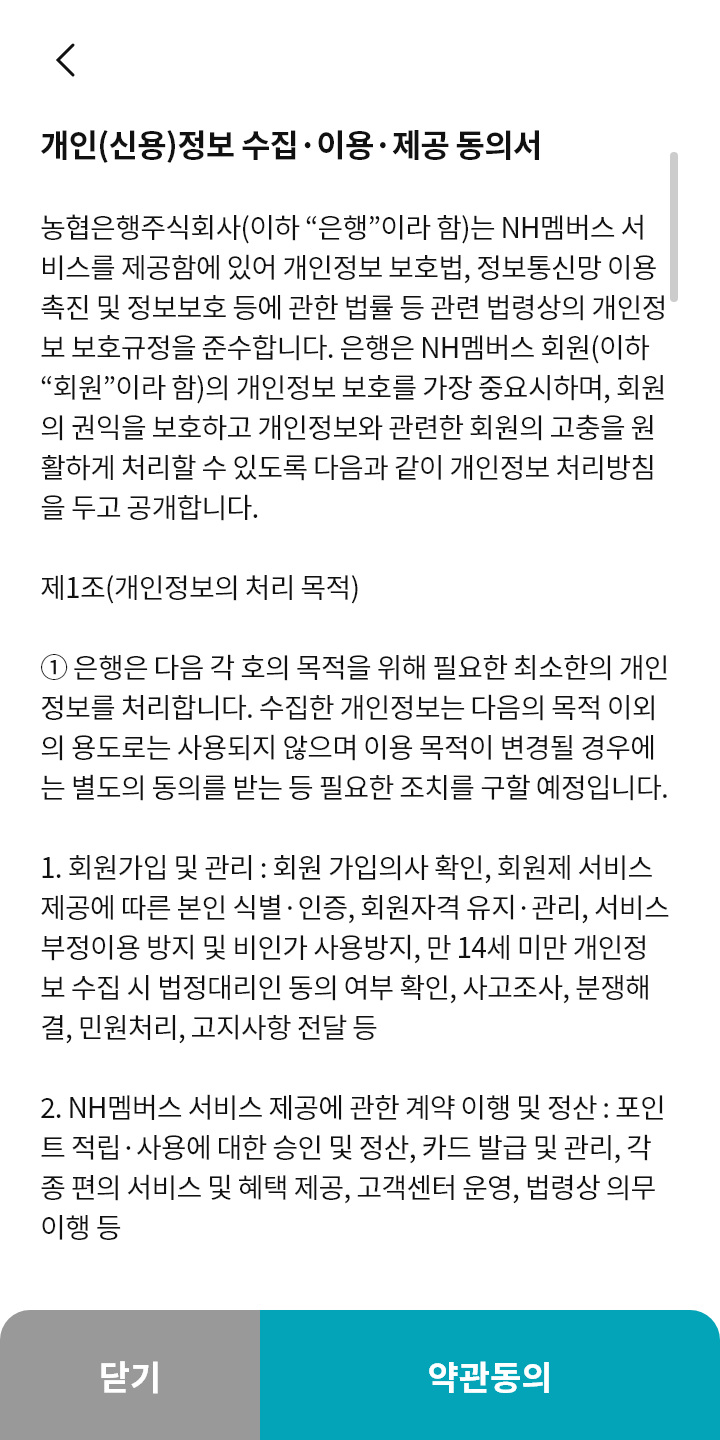 개인(신용)정보 수집·이용·제공 동의서
농협은행주식회사(이하 “은행”이라 함)는 NH멤버스 서
비스를 제공함에 있어 개인정보 보호법, 정보통신망 이용
촉진 및 정보보호 등에 관한 법률 등 관련 법령상의 개인정
보 보호규정을 준수합니다. 은행은 NH멤버스 회원(이하
“회원”이라 함)의 개인정보 보호를 가장 중요시하며, 회원
의 권익을 보호하고 개인정보와 관련한 회원의 고충을 원
활하게 처리할 수 있도록 다음과 같이 개인정보 처리방침
을 두고 공개합니다.
제1조(개인정보의 처리 목적)
① 은행은 다음 각 호의 목적을 위해 필요한 최소한의 개인
정보를 처리합니다. 수집한 개인정보는 다음의 목적 이외
의 용도로는 사용되지 않으며 이용 목적이 변경될 경우에
는 별도의 동의를 받는 등 필요한 조치를 구할 예정입니다.
1. 회원가입 및 관리 : 회원 가입의사 확인, 회원제 서비스
제공에 따른 본인 식별·인증, 회원자격 유지·관리, 서비스
부정이용 방지 및 비인가 사용방지, 만 14세 미만 개인정
보 수집 시 법정대리인 동의 여부 확인, 사고조사, 분쟁해
결, 민원처리, 고지사항 전달 등
2. NH멤버스 서비스 제공에 관한 계약 이행 및 정산 : 포인
트 적립·사용에 대한 승인 및 정산, 카드 발급 및 관리, 각
종 편의 서비스 및 혜택 제공, 고객센터 운영, 법령상 의무
이행 등
닫기
약관동의